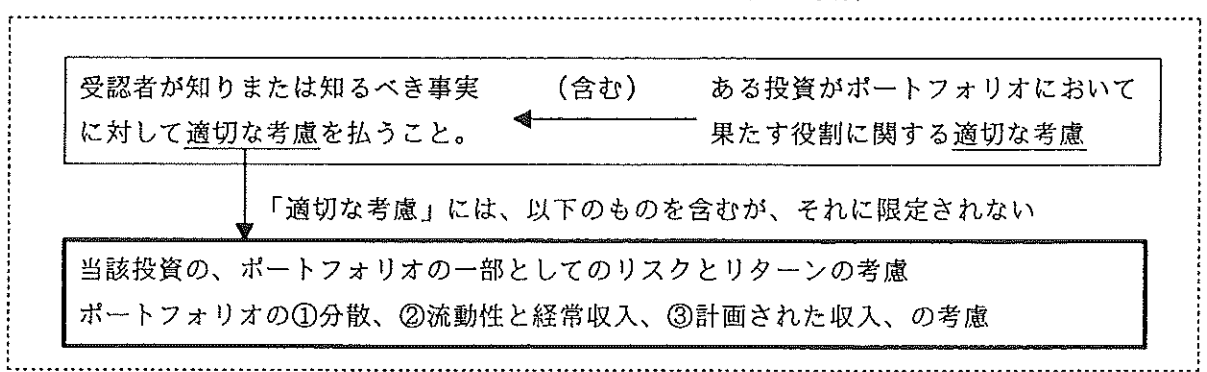 受認者が知りまたは知るべき事実 (含む) ある投資がポートフォリオにおいて
に対して適切な考慮を払うこと。 果たす役割に関する適切な考慮
「適切な考慮」には、以下のものを含むが、それに限定されない
当該投資の、ポートフォリオの一部としてのリスクとリターンの考慮
ポートフォリオの①分散、②流動性と経常収入、③計画された収入、の考慮